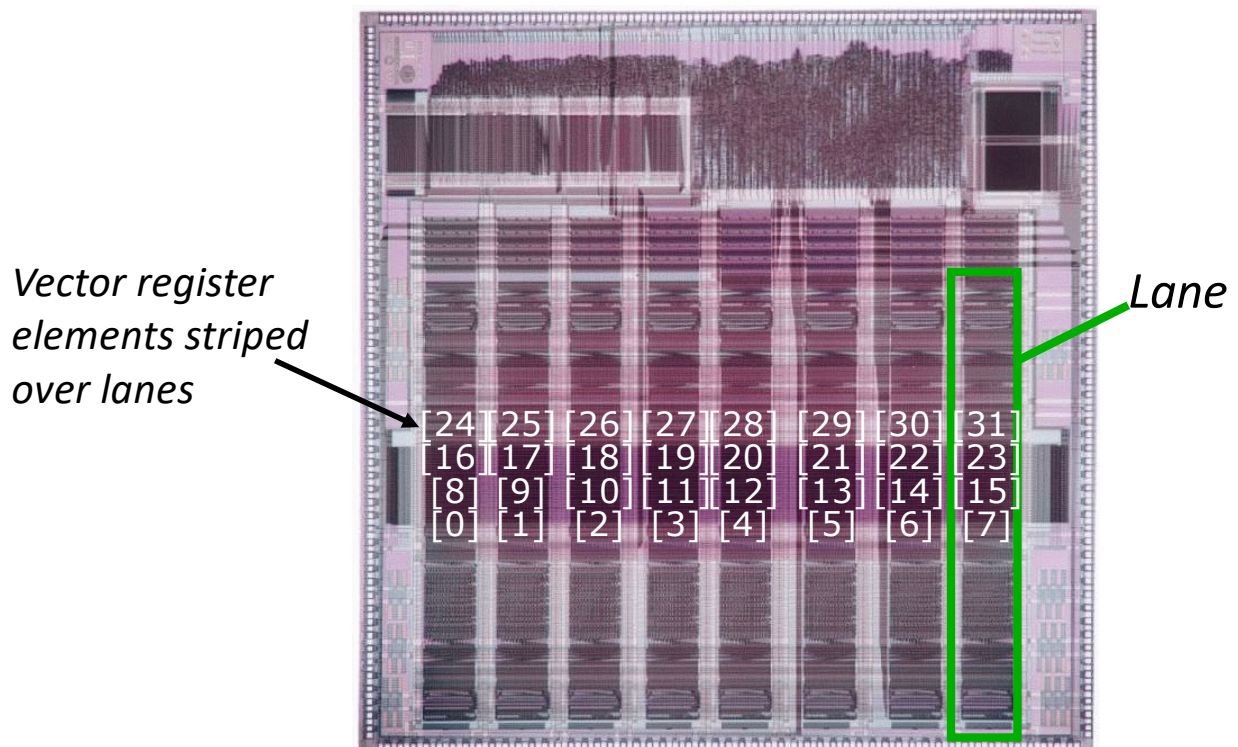 Vector register
elements striped
over lanes
Lane
[24] [25] [26] [27] [28] [29] [30] [31]
[16] [17] [18] [19] [20] [21] [22] [23]
[8] [9] [10] [11] [12] [13] [14] [15]
[0] [1] [2] [3] [4] [5] [6] [7]